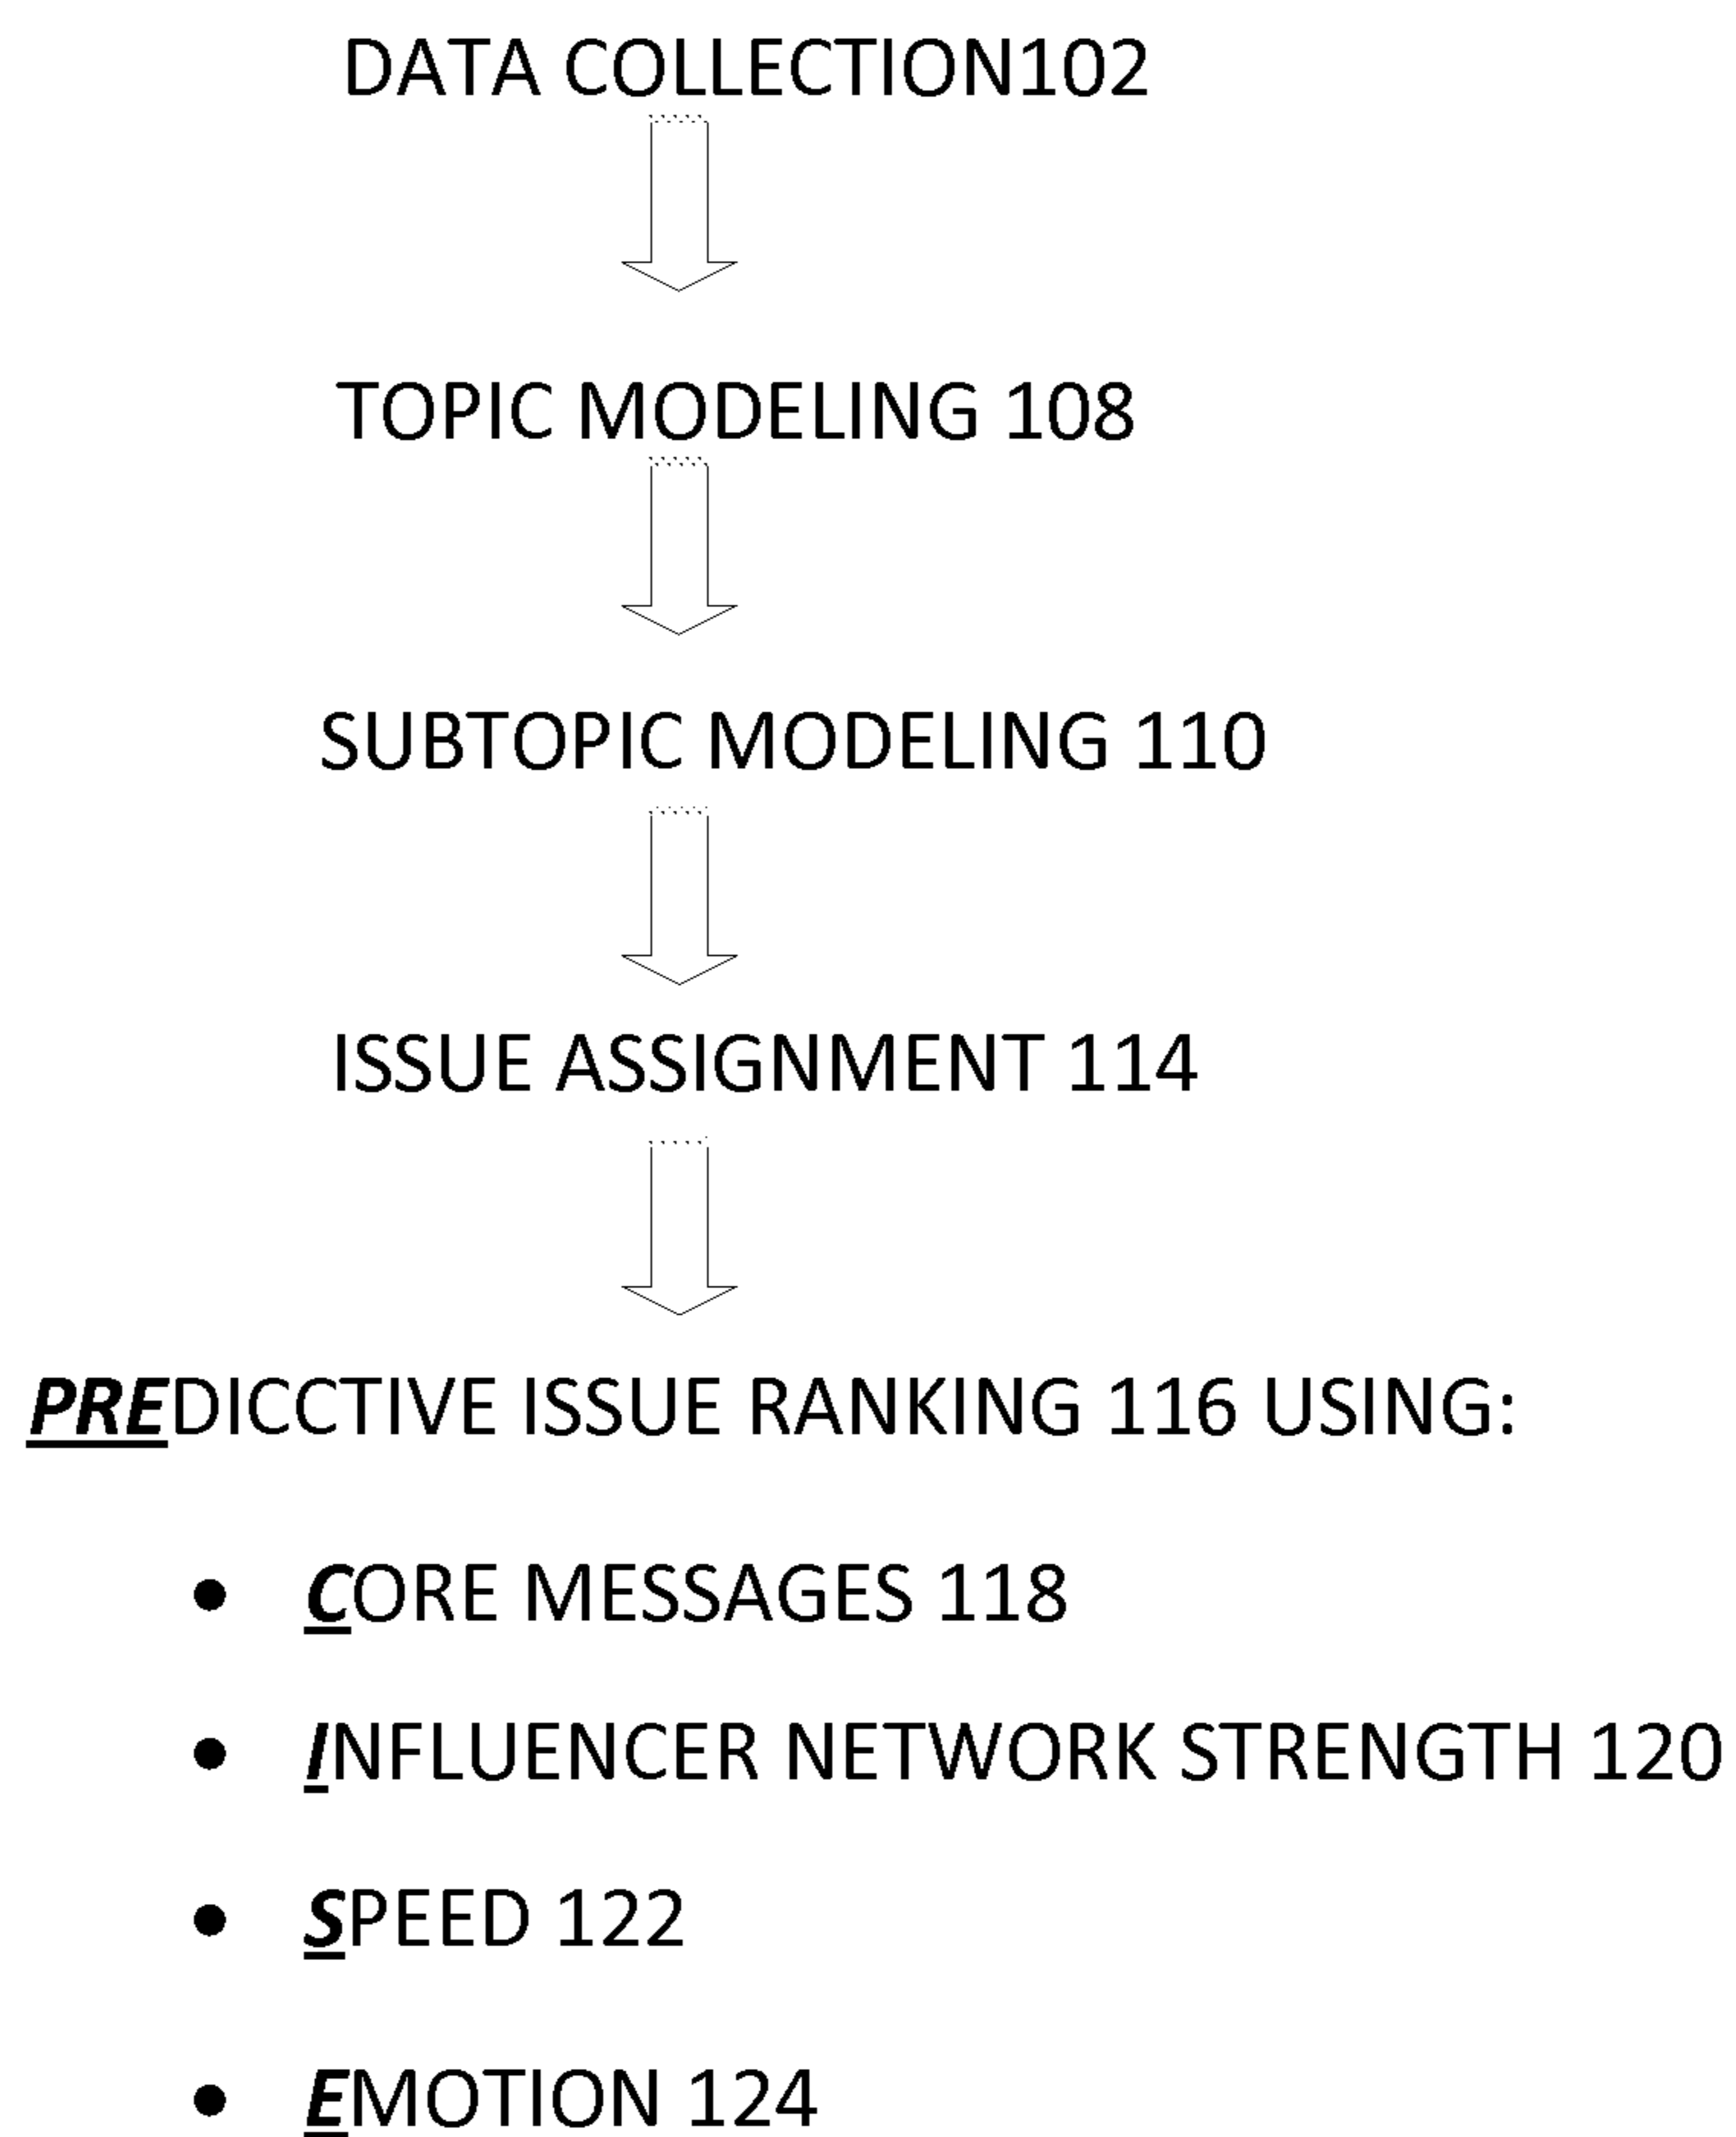 DATA COLLECTION102
TOPIC MODELING 108
SUBTOPIC MODELING 110
ISSUE ASSIGNMENT 114
PREDICCTIVE ISSUE RANKING 116 USING:
• CORE MESSAGES 118
• INFLUENCER NETWORK STRENGTH 120
• SPEED 122
• EMOTION 124